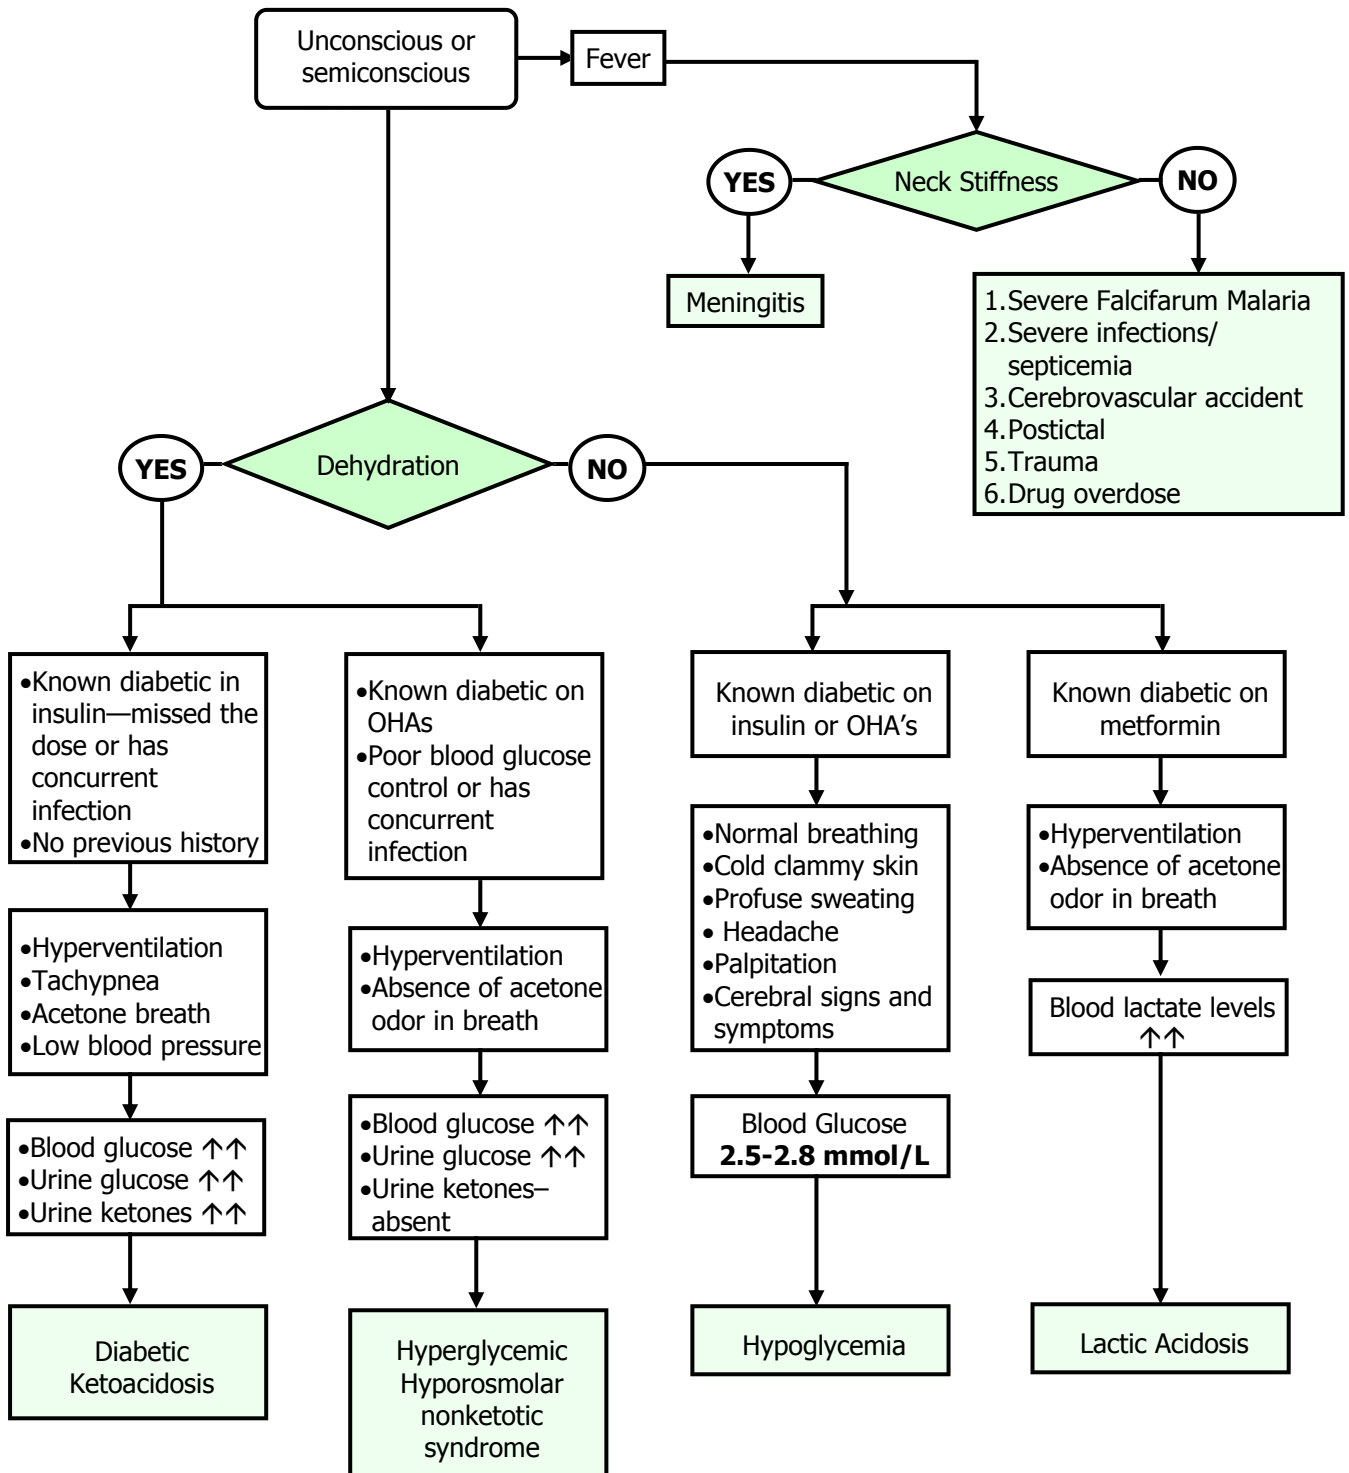 Unconscious or
semiconscious
Fever
YES
Neck Stiffness
NO
Meningitis
1.Severe Falcifarum Malaria
2.Severe infections/
septicemia
3.Cerebrovascular accident
4.Postictal
5.Trauma
6.Drug overdose
YES
Dehydration
NO
•Known diabetic in
insulin—missed the
dose or has
concurrent
infection
•No previous history
•Hyperventilation
•Tachypnea
•Acetone breath
•Low blood pressure
•Blood glucose ↑↑
•Urine glucose ↑↑
•Urine ketones ↑↑
Diabetic
Ketoacidosis
•Known diabetic on
OHAs
•Poor blood glucose
control or has
concurrent
infection
•Hyperventilation
•Absence of acetone
odor in breath
•Blood glucose ↑↑
•Urine glucose ↑↑
•Urine ketones–
absent
Hyperglycemic
Hyporosmolar
nonketotic
syndrome
Known diabetic on
insulin or OHA’s
•Normal breathing
•Cold clammy skin
•Profuse sweating
• Headache
•Palpitation
•Cerebral signs and
symptoms
Blood Glucose
2.5-2.8 mmol/L
Hypoglycemia
Known diabetic on
metformin
•Hyperventilation
•Absence of acetone
odor in breath
Blood lactate levels
↑↑
Lactic Acidosis